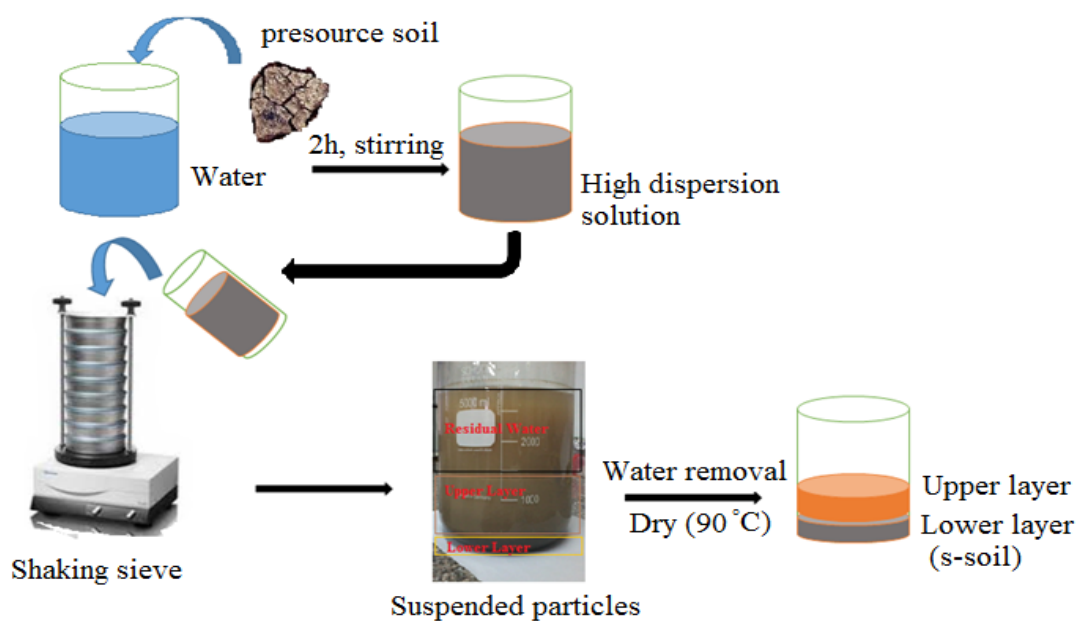 presource soil
Water
2h, stirring
High dispersion
solution
Shaking sieve
5000 ml
Residual Water
2000
Upper Layer
1000
Lower Layer
Suspended particles
Water removal
Dry (90 °C)
Upper layer
Lower layer
(s-soil)